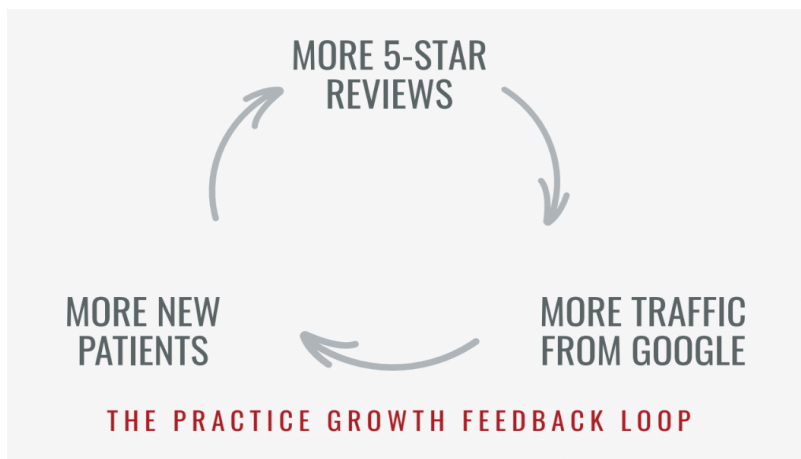 MORE 5-STAR
REVIEWS
MORE NEW
PATIENTS
MORE TRAFFIC
FROM GOOGLE
THE PRACTICE GROWTH FEEDBACK LOOP